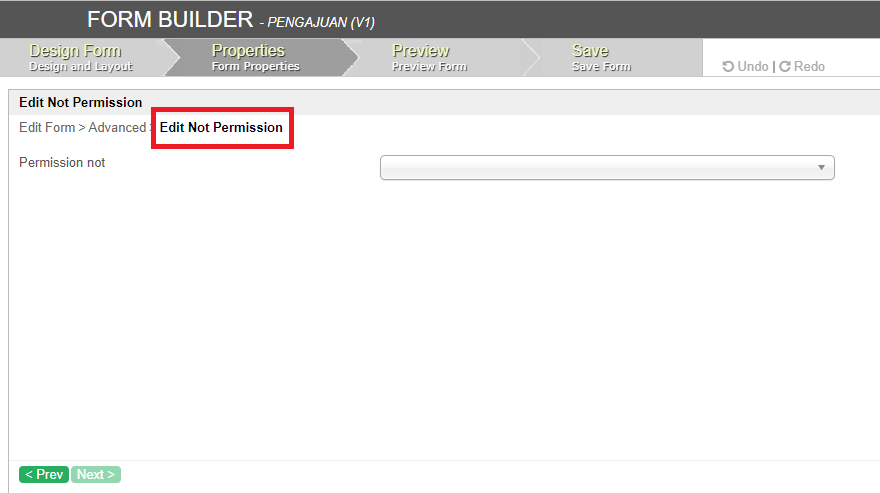 FORM BUILDER - PENGAJUAN (V1)
Design Form
Design and Layout
Properties
Form Properties
Preview
Preview Form
Save
Save Form
Undo | Redo
Edit Not Permission
Edit Form > Advanced > Edit Not Permission
Permission not
< Prev Next >